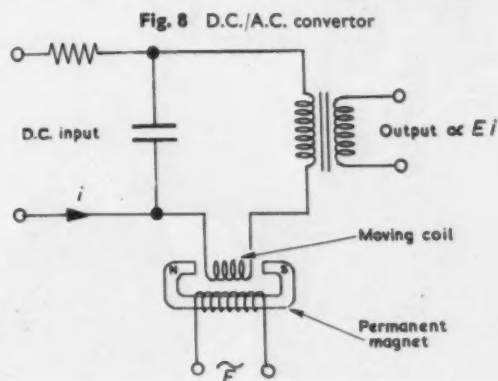 Fig. 8 D.C./A.C. convertor
D.C. input
Output ∝ Ei
i
Moving coil
N
S
Permanent
magnet
E